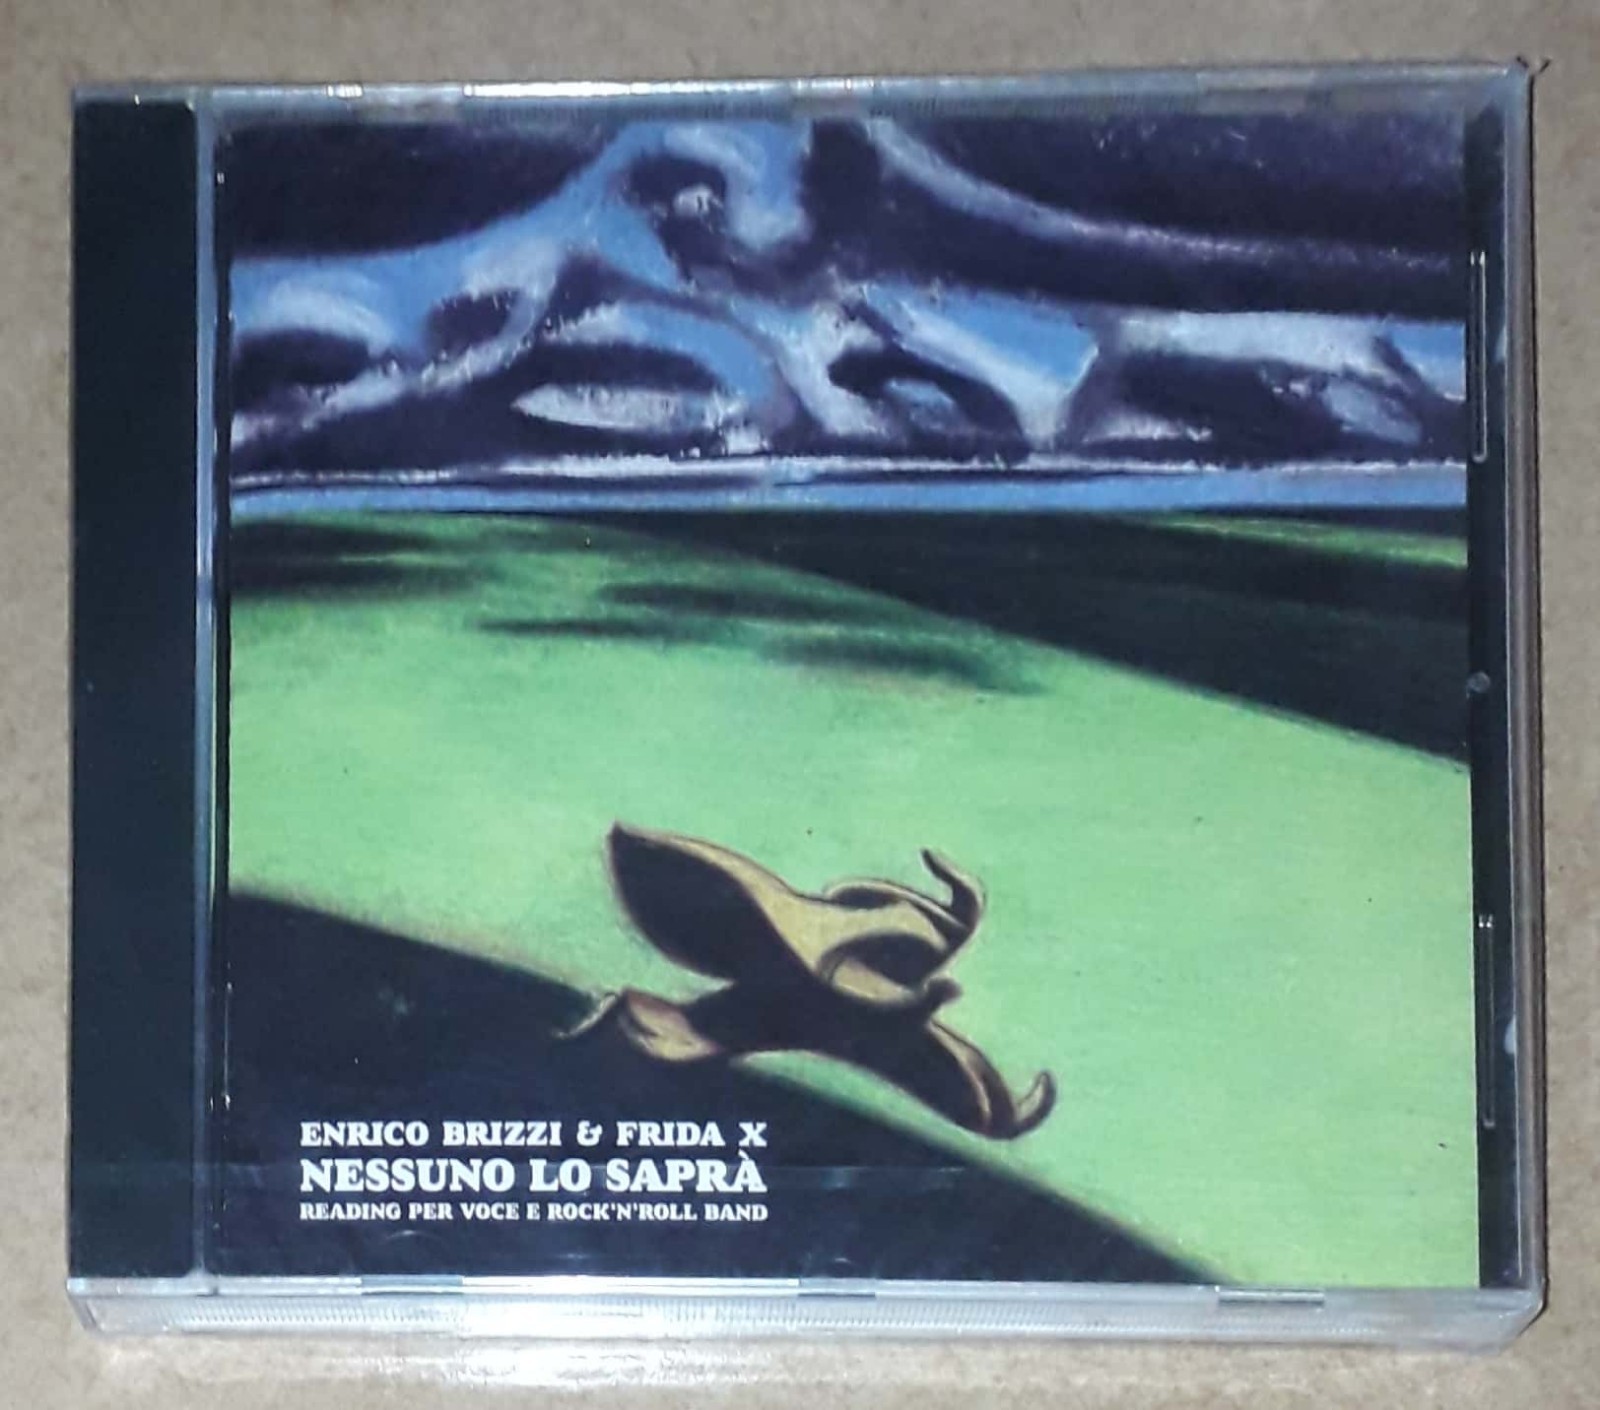 ENRICO BRIZZI & FRIDA X
NESSUNO LO SAPRÀ
READING PER VOCE E ROCK'N'ROLL BAND